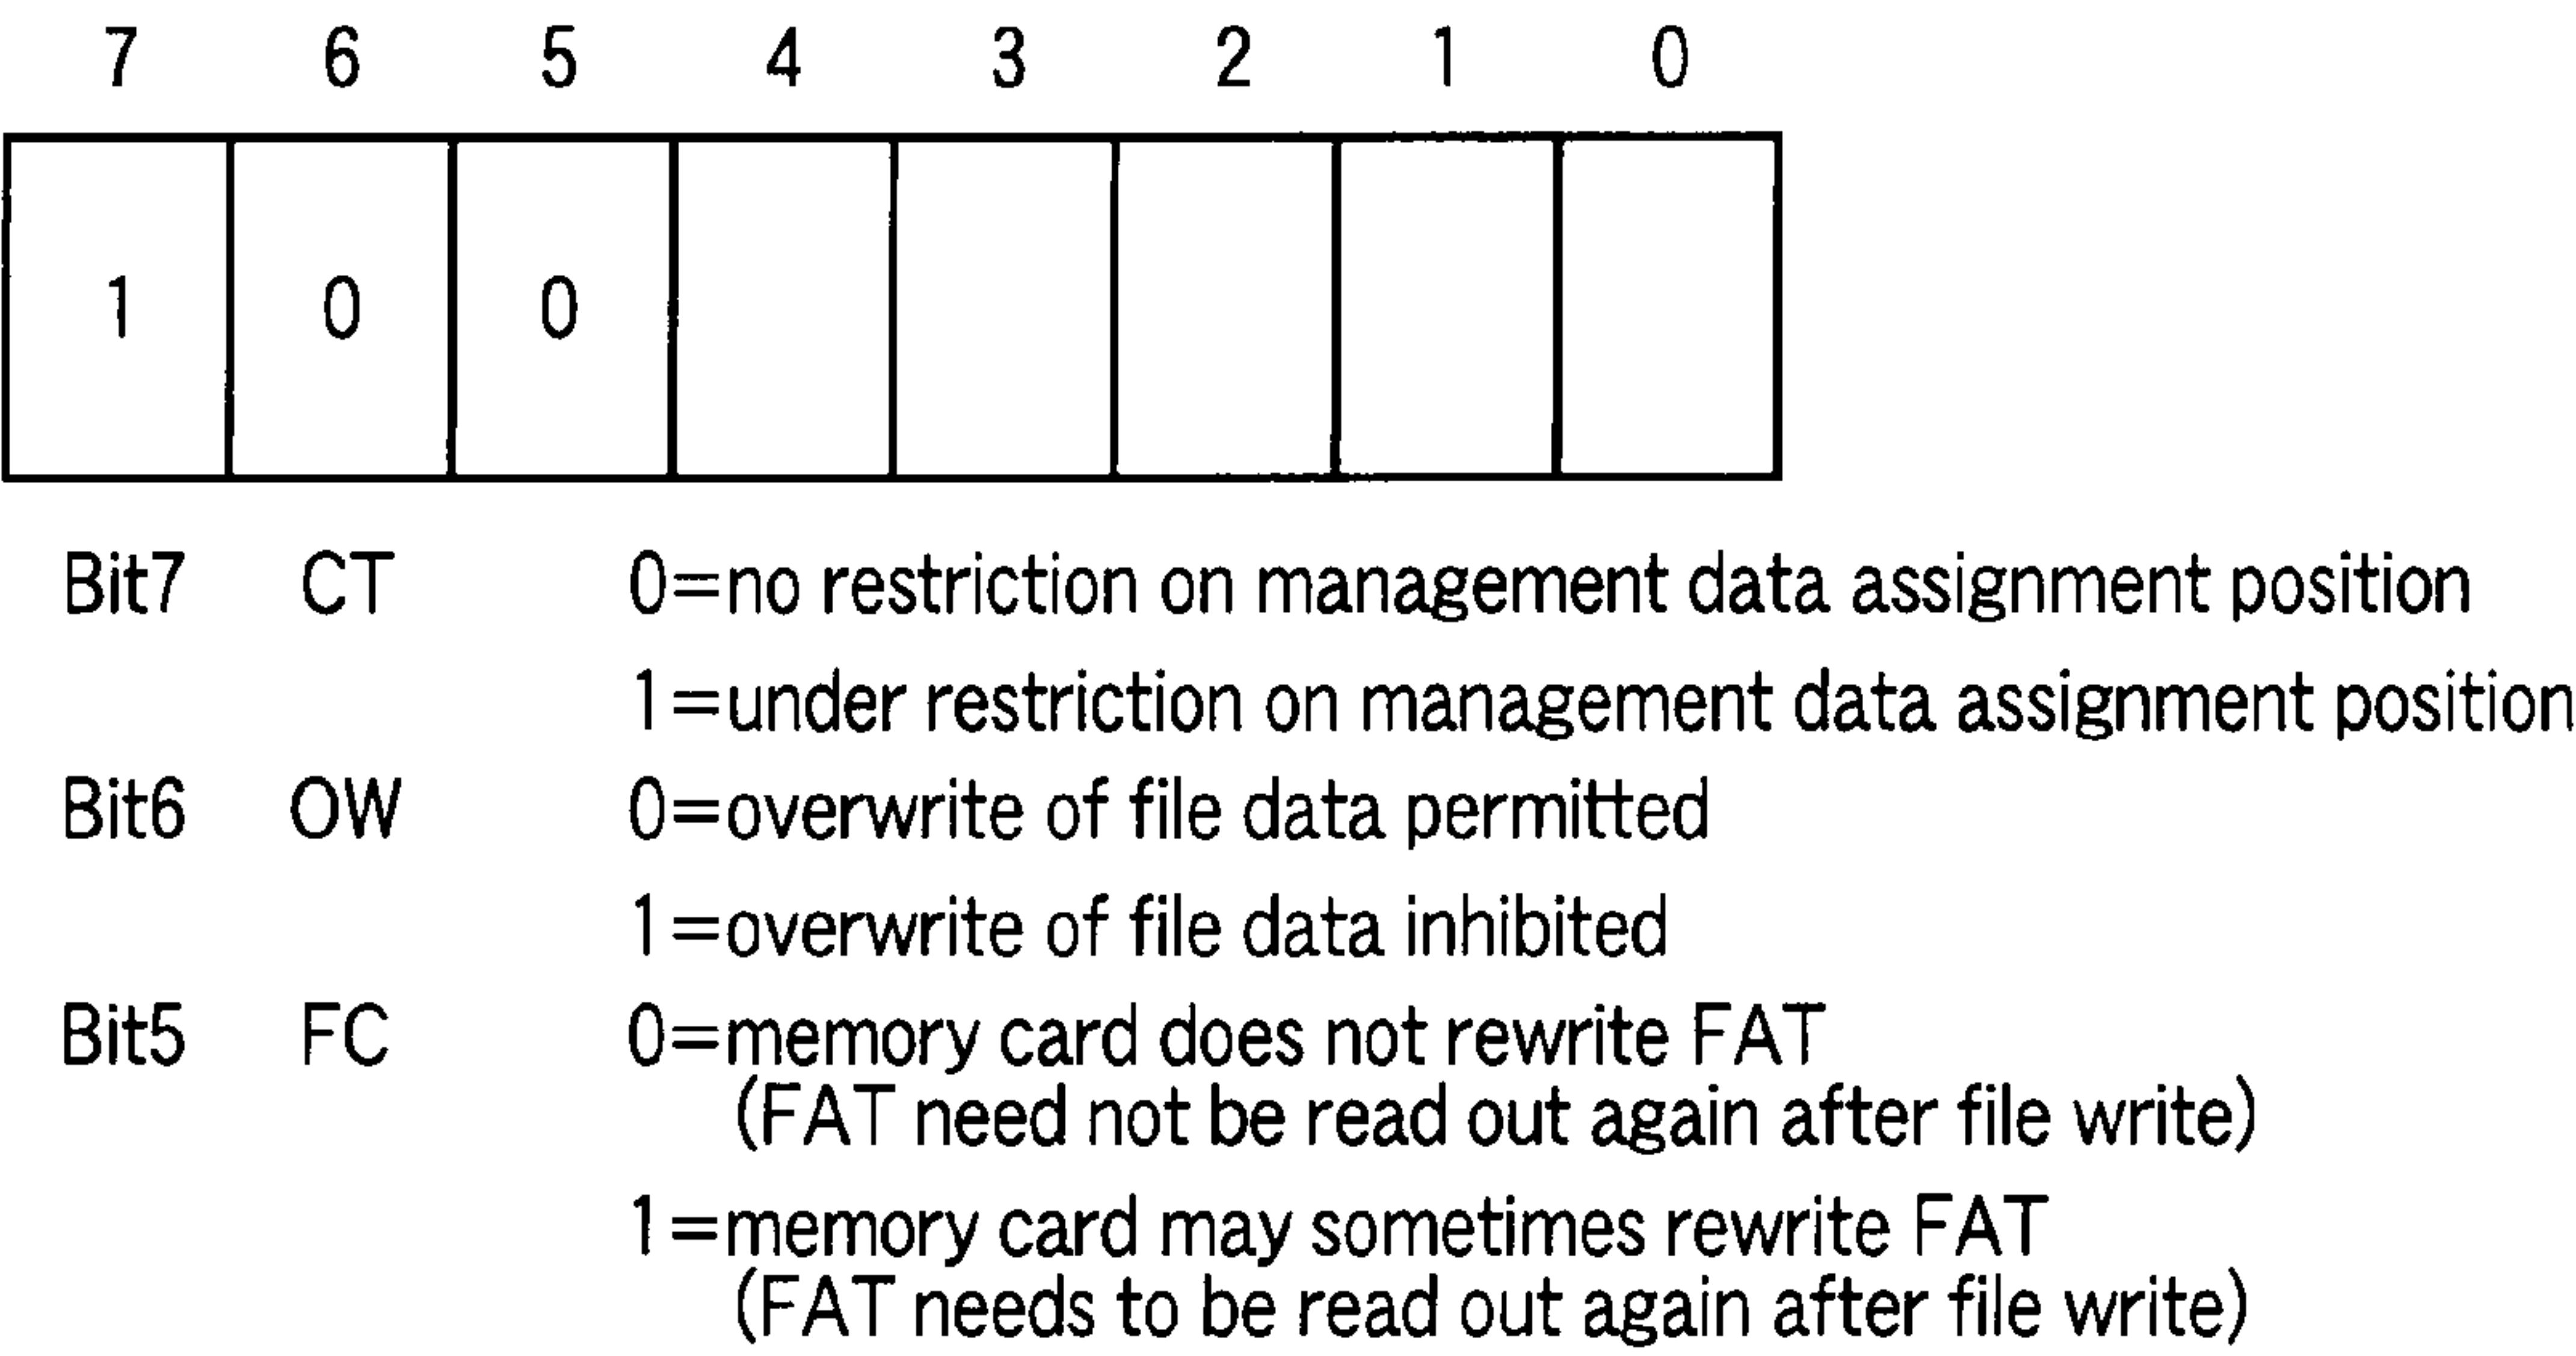 7 6 5 4 3 2 1 0
1 0 0
Bit7 CT 0=no restriction on management data assignment position
1=under restriction on management data assignment position
Bit6 OW 0=overwrite of file data permitted
1=overwrite of file data inhibited
Bit5 FC 0=memory card does not rewrite FAT
(FAT need not be read out again after file write)
1=memory card may sometimes rewrite FAT
(FAT needs to be read out again after file write)